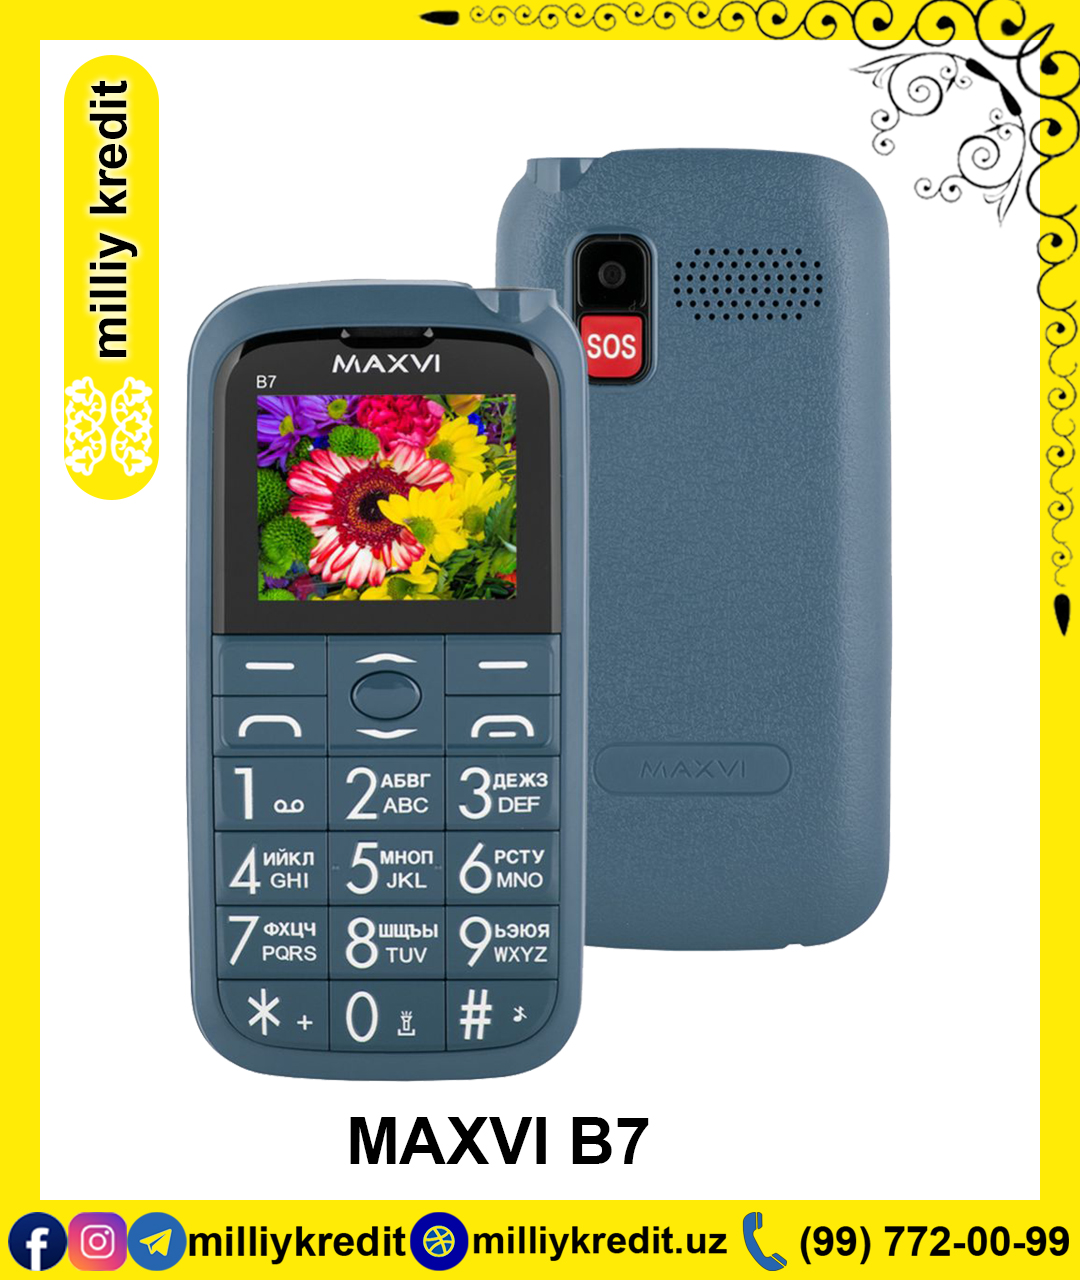 milliy kredit
SOS
MAXVI
B7
MAXVI
1
2 АБВГ ABC
3 ДЕЖЗ DEF
4 ИЙКЛ GHI
5 МНОП JKL
6 РСТУ MNO
7 ФХЦЧ PQRS
8 ШЩЪЫ TUV
9 ЬЭЮЯ WXYZ
* +
0
#
MAXVI B7
milliykredit
milliykredit.uz
(99) 772-00-99